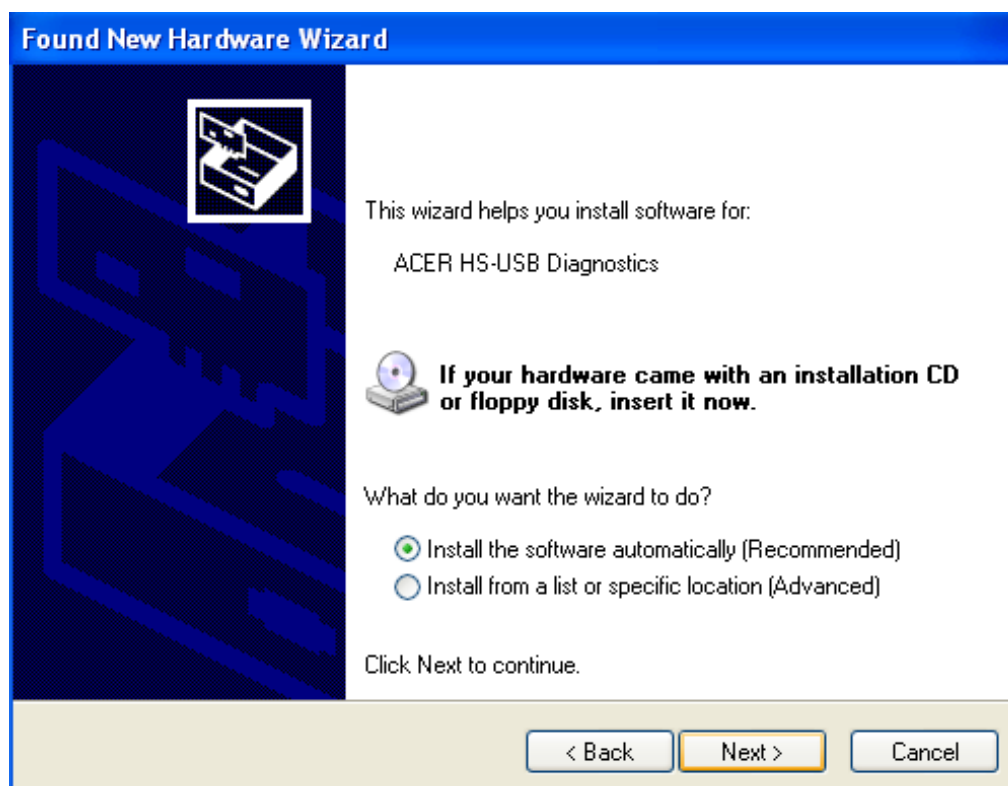 Found New Hardware Wizard
This wizard helps you install software for:
ACER HS-USB Diagnostics
If your hardware came with an installation CD
or floppy disk, insert it now.
What do you want the wizard to do?
Install the software automatically (Recommended)
Install from a list or specific location (Advanced)
Click Next to continue.
< Back Next > Cancel